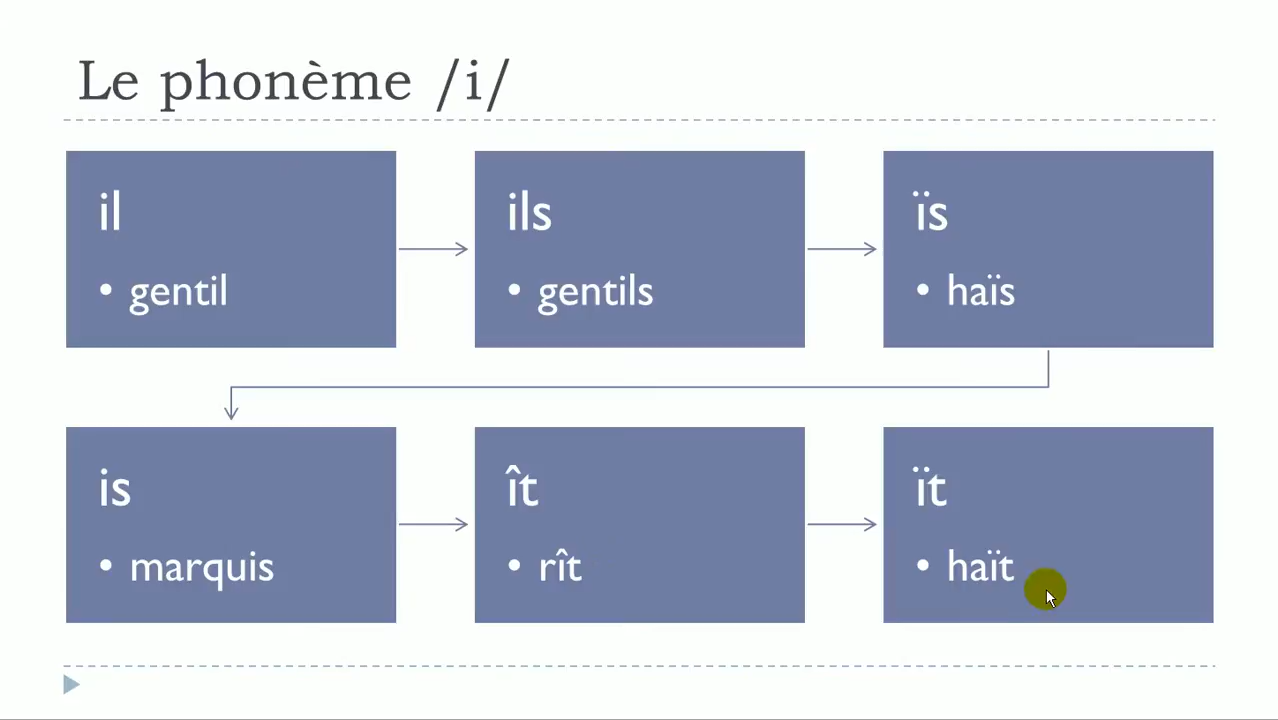 Le phonème /i/
il
• gentil
ils
• gentils
ïs
• haïs
is
• marquis
ît
• rît
ït
• haït